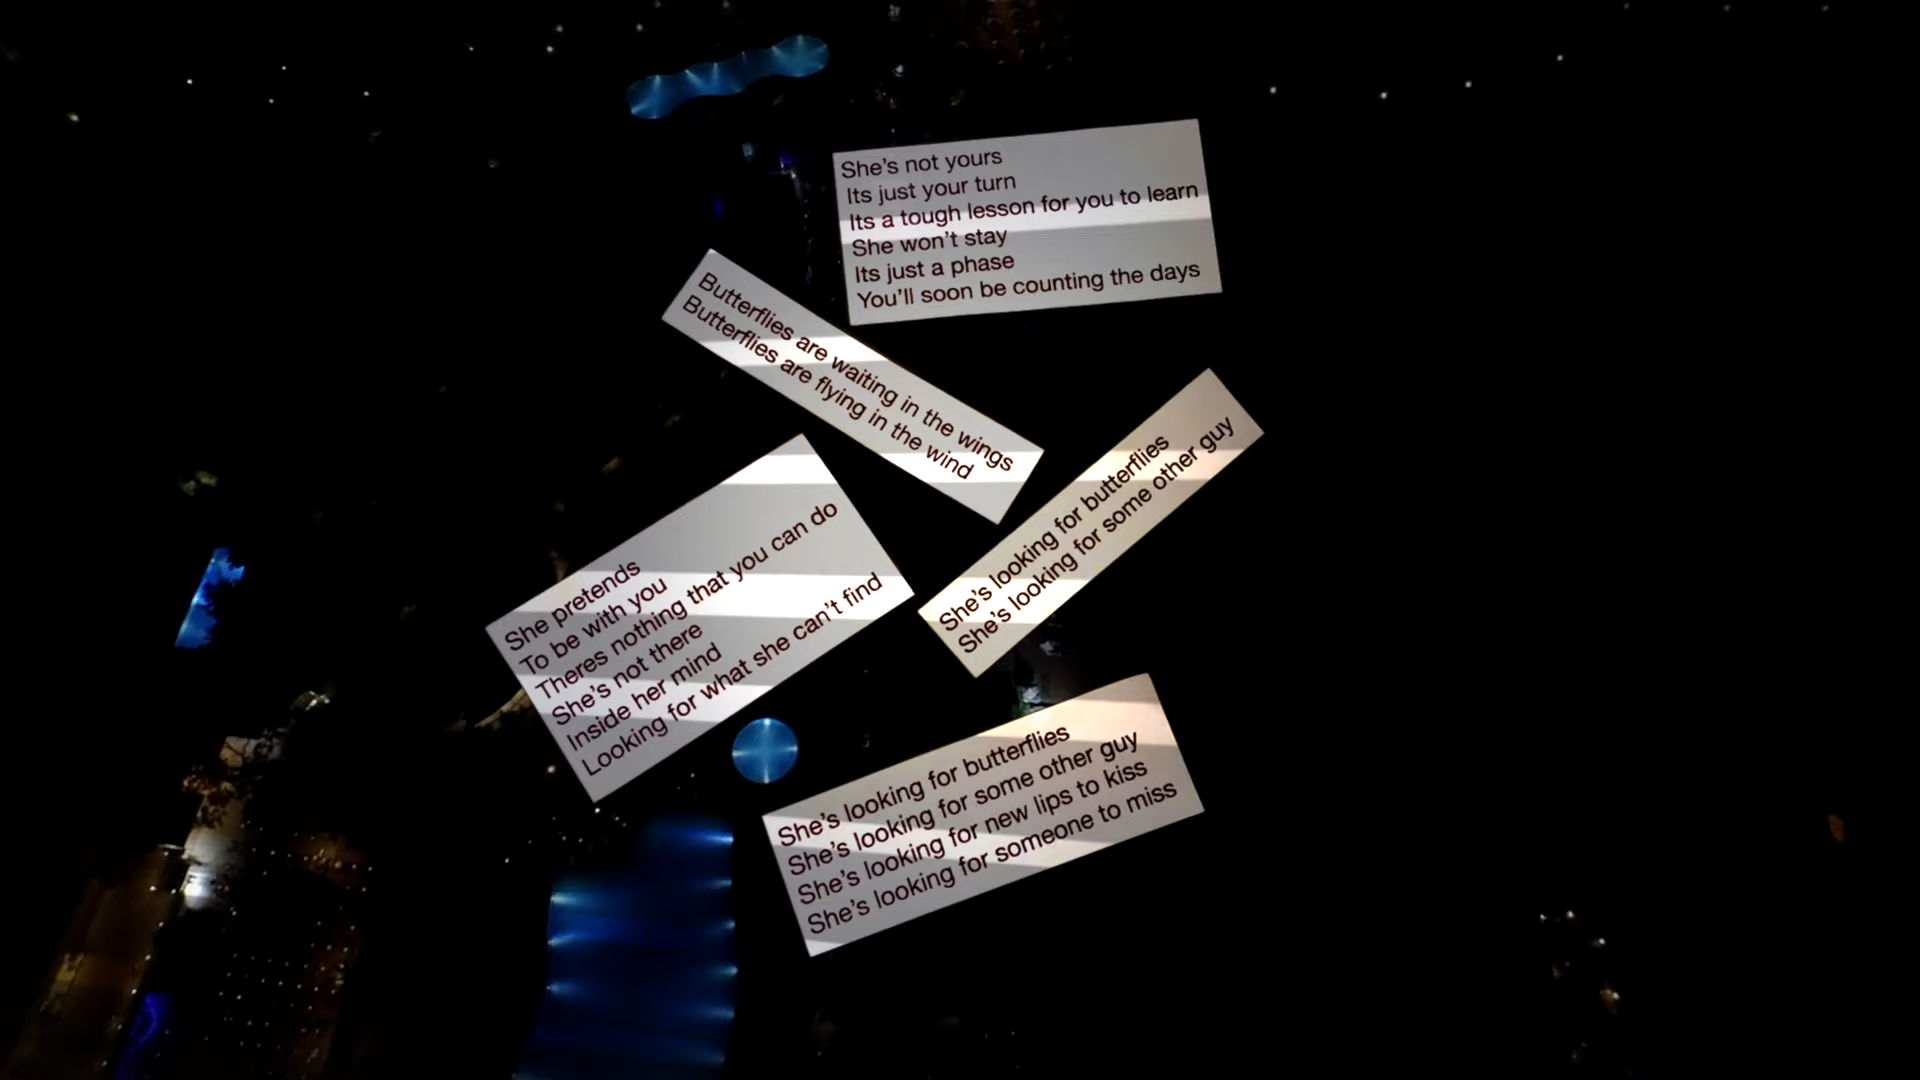 She's not yours
Its just your turn
Its a tough lesson for you to learn
She won't stay
Its just a phase
You'll soon be counting the days
Butterflies are waiting in the wings
Butterflies are flying in the wind
She's looking for butterflies
She's looking for some other guy
She pretends
To be with you
Theres nothing that you can do
She's not there
Inside her mind
Looking for what she can't find
She's looking for butterflies
She's looking for some other guy
She's looking for new lips to kiss
She's looking for someone to miss